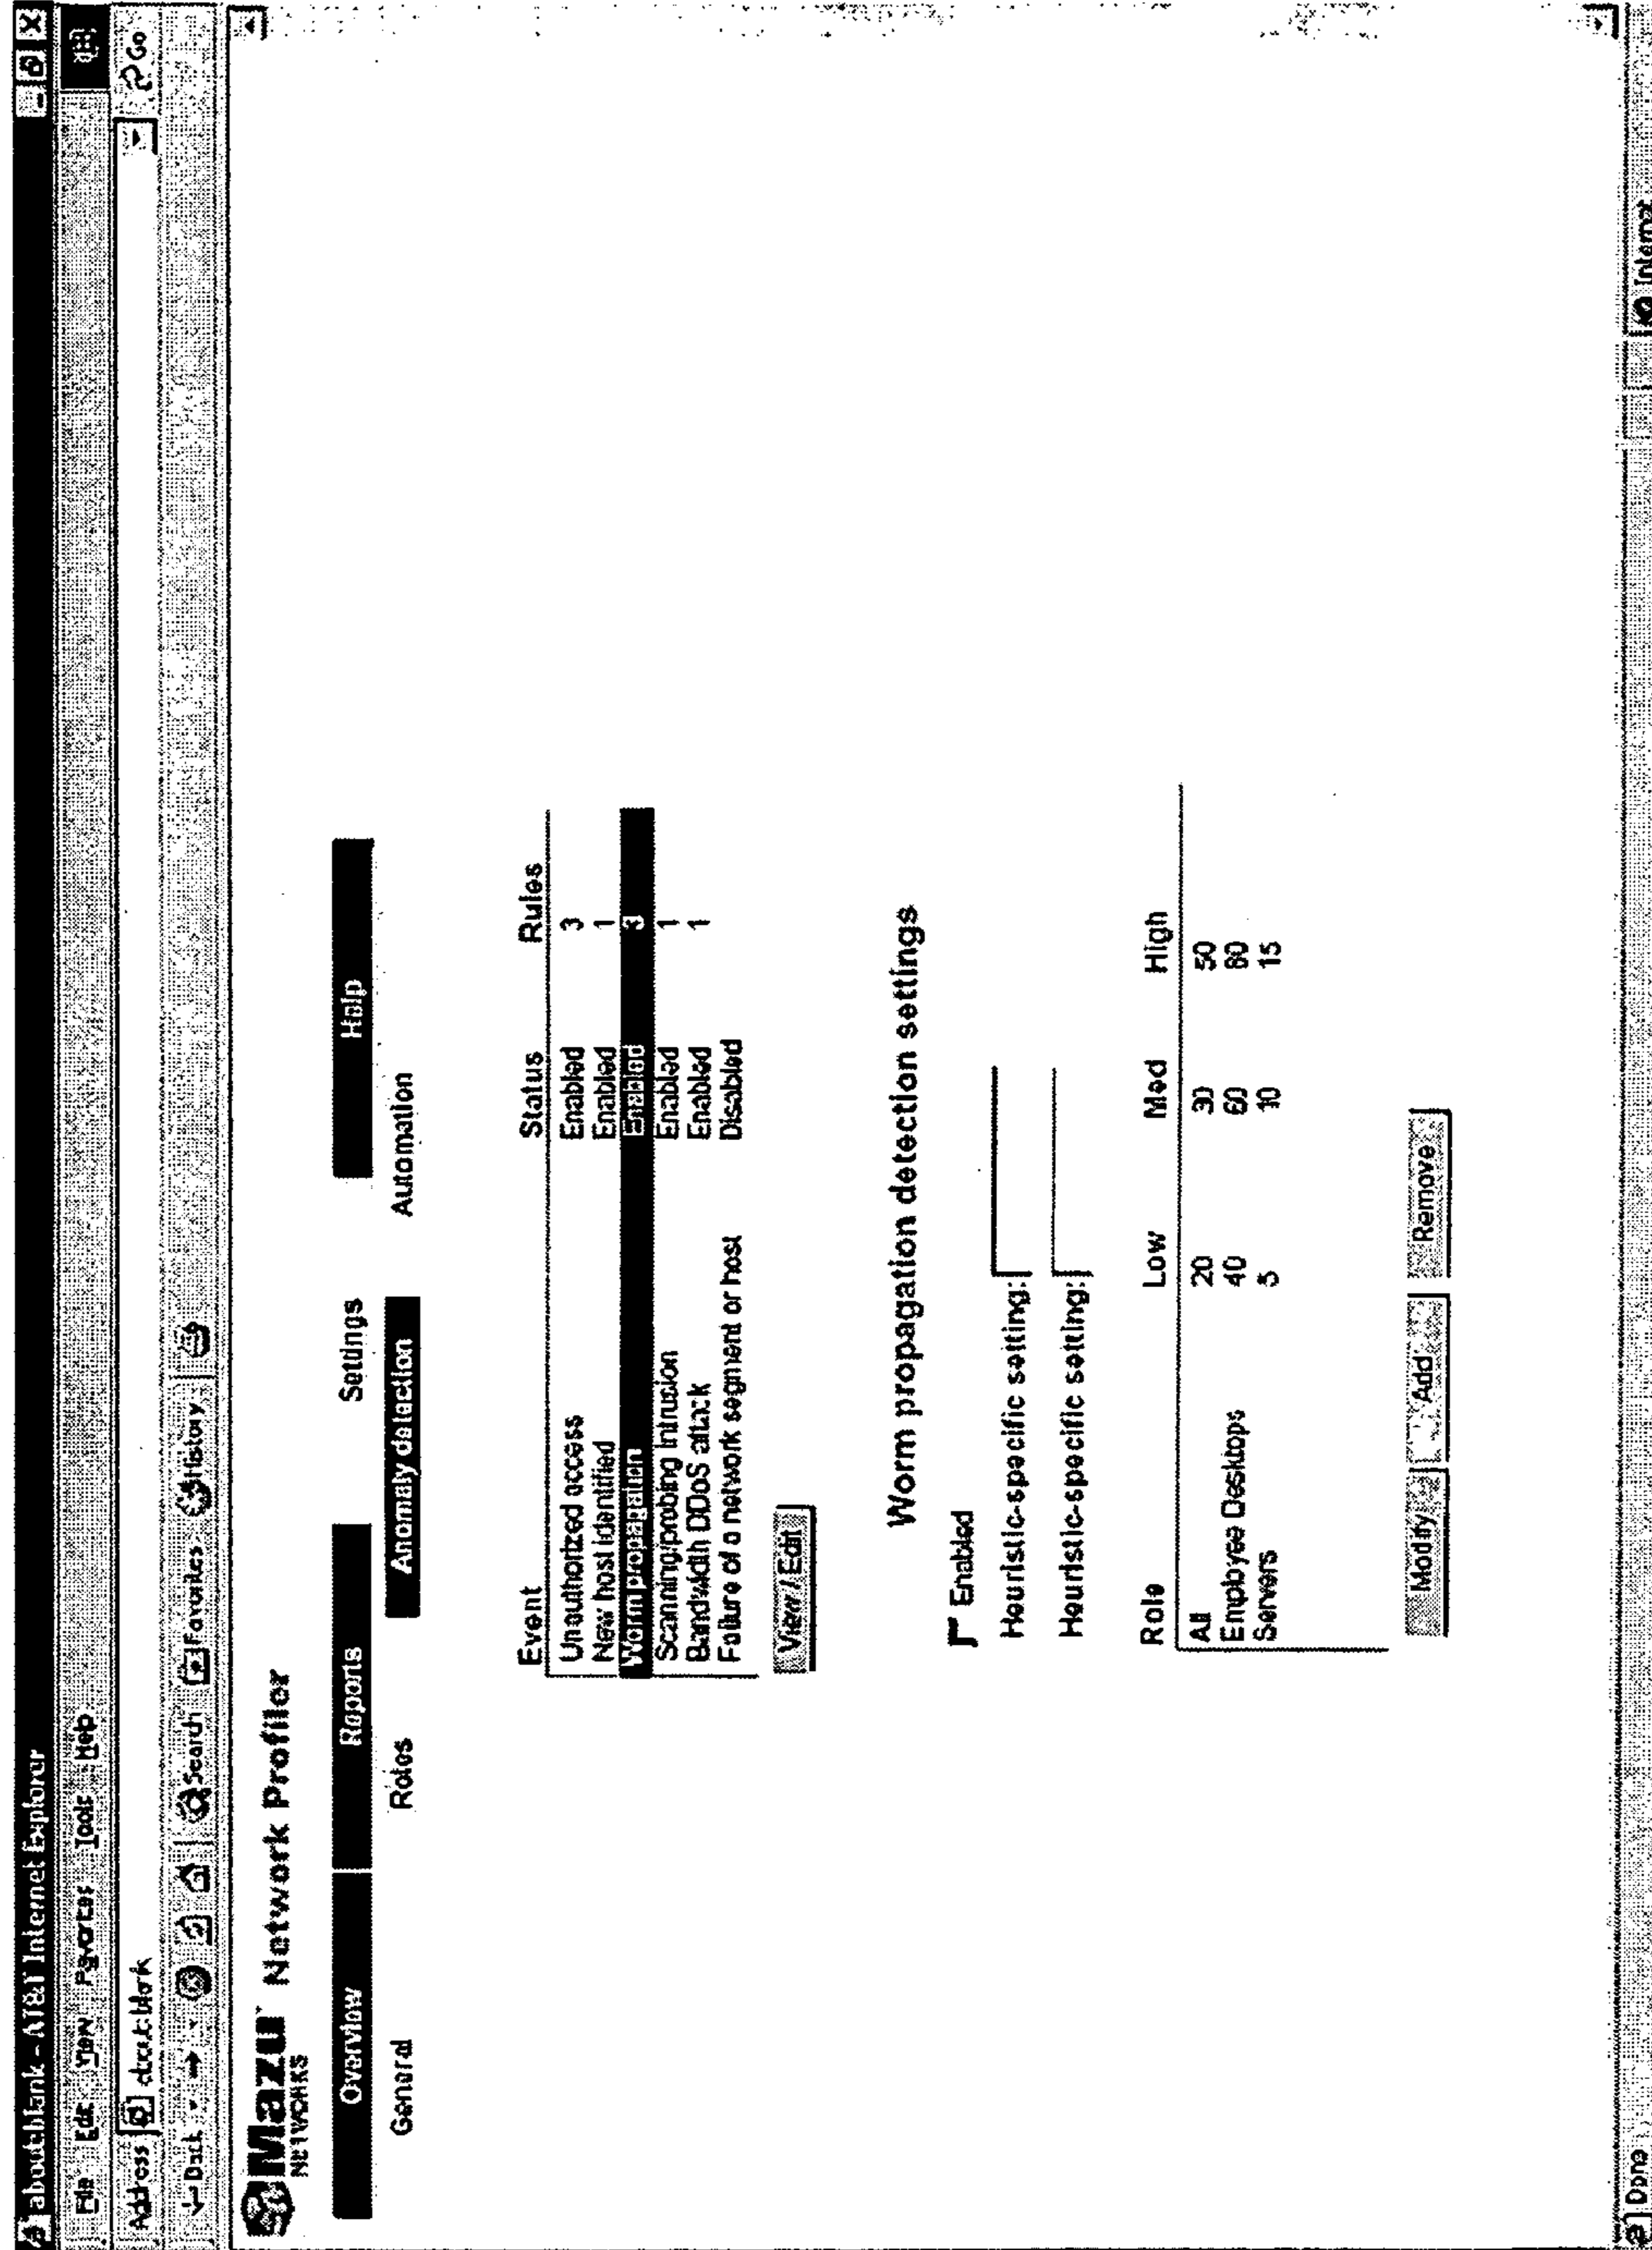 about:blank - AT&T Internet Explorer
File Edit View Favorites Tools Help
Address about:blank Go
Back Search Favorites History
Mazu™ Network Profiler
NETWORKS
Overview Reports Settings Help
General Roles Anomaly detection Automation
Event Status Rules
Unauthorized access Enabled 3
New host identified Enabled 1
Worm propagation Enabled 3
Scanning/probing intrusion Enabled 1
Bandwidth DDoS attack Enabled 1
Failure of a network segment or host Disabled
View / Edit
Worm propagation detection settings
Enabled
Heuristic-specific setting:
Heuristic-specific setting:
Role Low Med High
All 20 30 50
Employee Desktops 40 60 80
Servers 5 10 15
Modify Add Remove
Done Internet